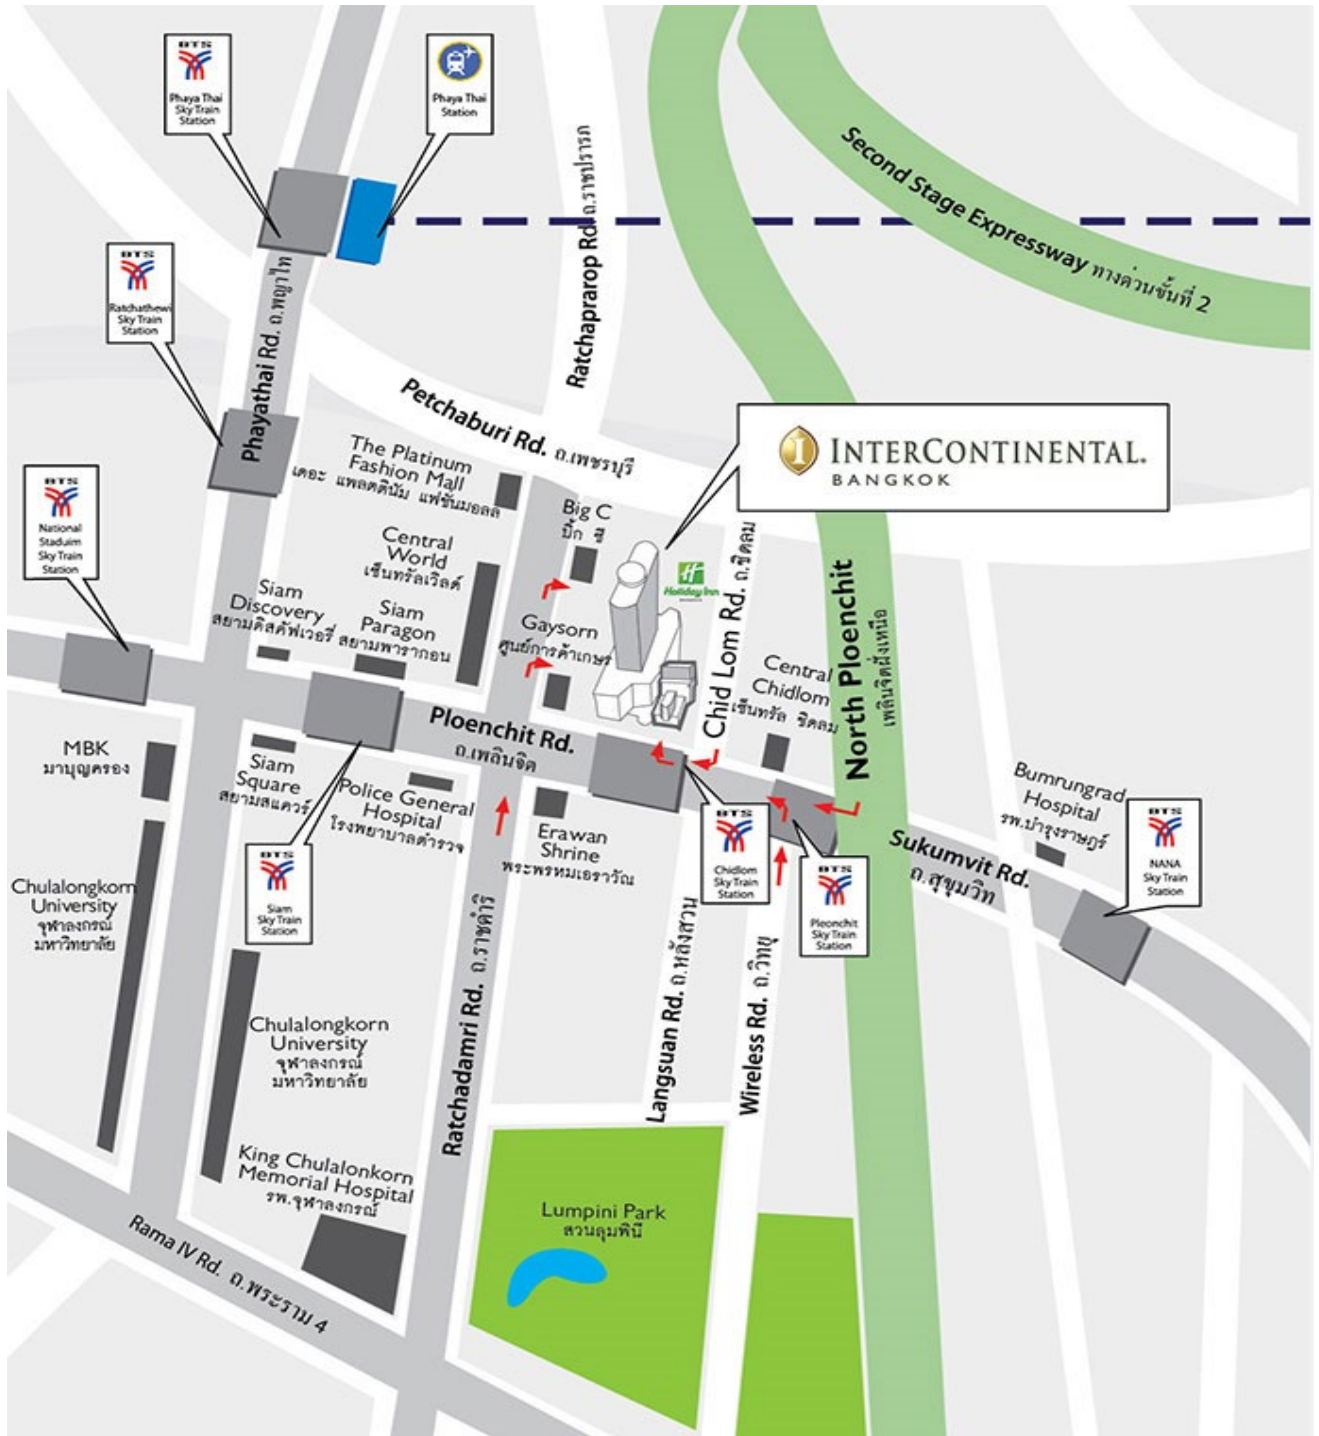 BTS
Phaya Thai
Sky Train
Station
Phaya Thai
Station
BTS
Ratchathewi
Sky Train
Station
BTS
National
Staduim
Sky Train
Station
Phayathai Rd. ถ.พญาไท
Ratchaprarop Rd. ถ.ราชปรารภ
Second Stage Expressway ทางด่วนขั้นที่ 2
Petchaburi Rd. ถ.เพชรบุรี
INTERCONTINENTAL.
BANGKOK
The Platinum
Fashion Mall
เดอะ แพลตตินัม แฟชั่นมอลล์
Big C
บิ๊ก ซี
Central
World
เซ็นทรัลเวิลด์
H
Holiday Inn
Siam
Discovery
สยามดิสคัฟเวอรี่
Siam
Paragon
สยามพารากอน
Gaysorn
ศูนย์การค้าเกษร
Chid Lom Rd. ถ.ชิดลม
Central
Chidlom
เซ็นทรัล ชิดลม
North Ploenchit
เพลินจิตฝั่งเหนือ
Ploenchit Rd.
ถ.เพลินจิต
MBK
มาบุญครอง
Siam
Square
สยามสแควร์
Police General
Hospital
โรงพยาบาลตำรวจ
Erawan
Shrine
พระพรหมเอราวัณ
Bumrungrad
Hospital
รพ.บำรุงราษฎร์
Sukumvit Rd.
ถ.สุขุมวิท
BTS
NANA
Sky Train
Station
BTS
Chidlom
Sky Train
Station
BTS
Pleonchit
Sky Train
Station
BTS
Siam
Sky Train
Station
Chulalongkorn
University
จุฬาลงกรณ์
มหาวิทยาลัย
Chulalongkorn
University
จุฬาลงกรณ์
มหาวิทยาลัย
Ratchadamri Rd. ถ.ราชดำริ
Langsuan Rd. ถ.หลังสวน
Wireless Rd. ถ.วิทยุ
King Chulalonkorn
Memorial Hospital
รพ.จุฬาลงกรณ์
Lumpini Park
สวนลุมพินี
Rama IV Rd. ถ.พระราม 4